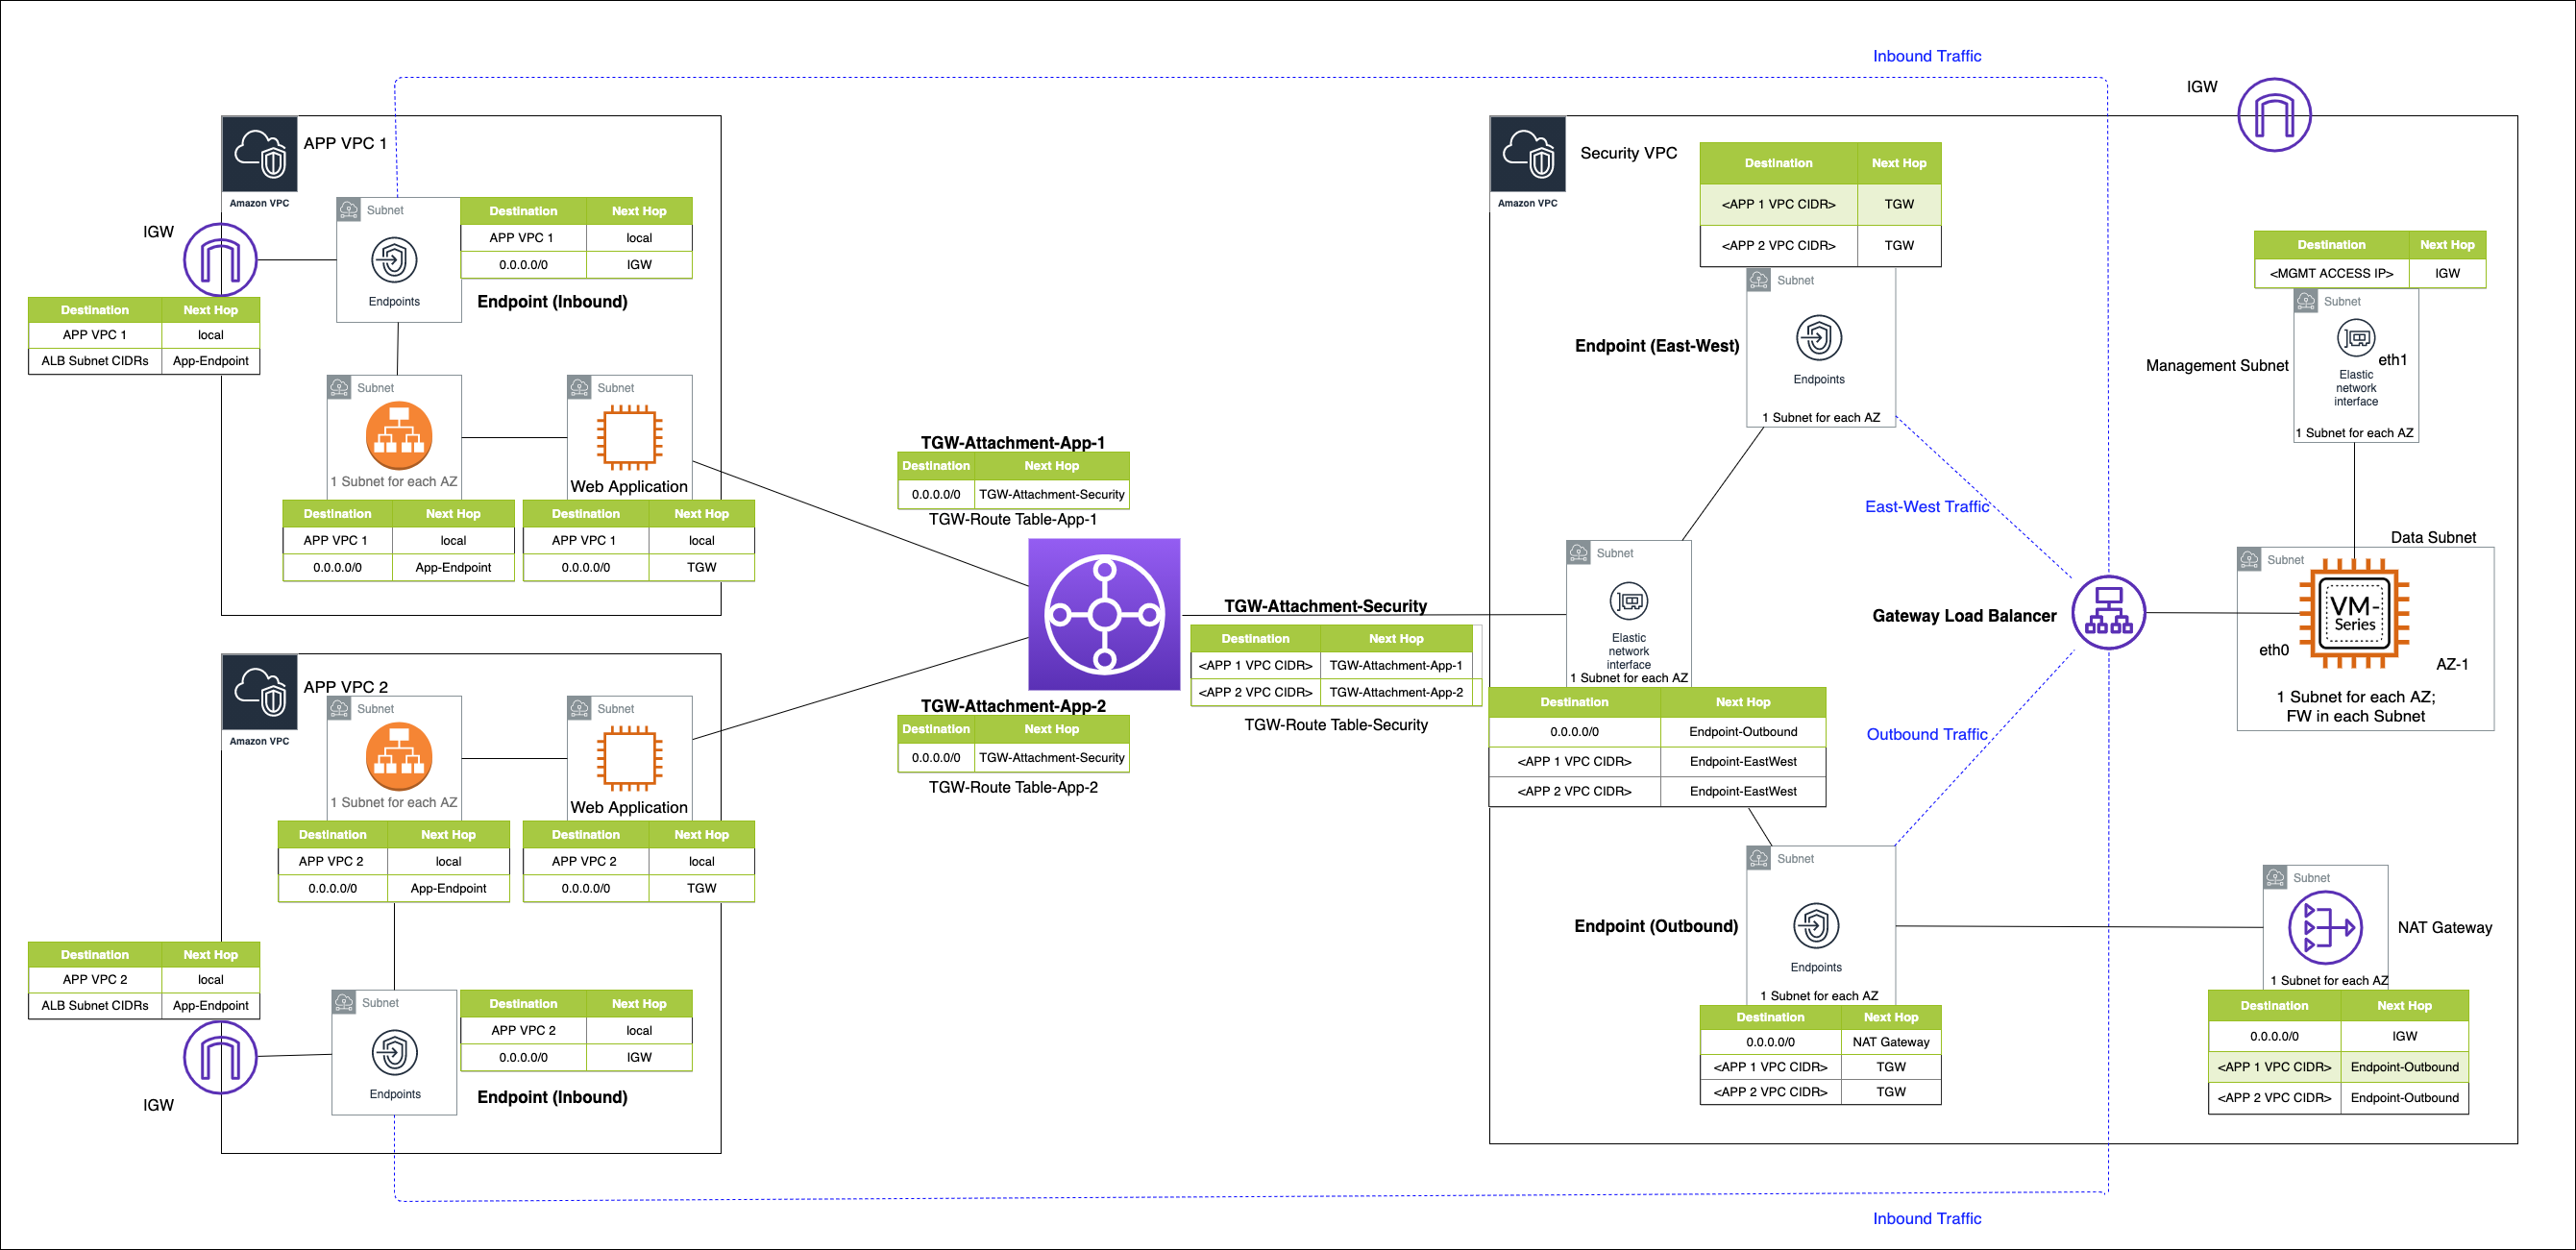 Inbound Traffic
IGW
APP VPC 1
Amazon VPC
IGW
Subnet
Endpoints
Destination Next Hop
APP VPC 1 local
0.0.0.0/0 IGW
Endpoint (Inbound)
Destination Next Hop
APP VPC 1 local
ALB Subnet CIDRs App-Endpoint
Subnet
1 Subnet for each AZ
Subnet
Web Application
Destination Next Hop
APP VPC 1 local
0.0.0.0/0 App-Endpoint
Destination Next Hop
APP VPC 1 local
0.0.0.0/0 TGW
APP VPC 2
Amazon VPC
Subnet
1 Subnet for each AZ
Subnet
Web Application
Destination Next Hop
APP VPC 2 local
0.0.0.0/0 App-Endpoint
Destination Next Hop
APP VPC 2 local
0.0.0.0/0 TGW
Destination Next Hop
APP VPC 2 local
ALB Subnet CIDRs App-Endpoint
IGW
Subnet
Endpoints
Destination Next Hop
APP VPC 2 local
0.0.0.0/0 IGW
Endpoint (Inbound)
TGW-Attachment-App-1
Destination Next Hop
0.0.0.0/0 TGW-Attachment-Security
TGW-Route Table-App-1
TGW-Attachment-App-2
Destination Next Hop
0.0.0.0/0 TGW-Attachment-Security
TGW-Route Table-App-2
TGW-Attachment-Security
Destination Next Hop
<APP 1 VPC CIDR> TGW-Attachment-App-1
<APP 2 VPC CIDR> TGW-Attachment-App-2
TGW-Route Table-Security
Security VPC
Amazon VPC
Destination Next Hop
<APP 1 VPC CIDR> TGW
<APP 2 VPC CIDR> TGW
Subnet
Endpoint (East-West)
Endpoints
1 Subnet for each AZ
East-West Traffic
Subnet
Elastic
network
interface
1 Subnet for each AZ
Destination Next Hop
0.0.0.0/0 Endpoint-Outbound
<APP 1 VPC CIDR> Endpoint-EastWest
<APP 2 VPC CIDR> Endpoint-EastWest
Gateway Load Balancer
Outbound Traffic
Subnet
Endpoint (Outbound)
Endpoints
1 Subnet for each AZ
Destination Next Hop
0.0.0.0/0 NAT Gateway
<APP 1 VPC CIDR> TGW
<APP 2 VPC CIDR> TGW
Destination Next Hop
<MGMT ACCESS IP> IGW
Subnet
eth1
Management Subnet
Elastic
network
interface
1 Subnet for each AZ
Data Subnet
Subnet
VM-
Series
eth0
AZ-1
1 Subnet for each AZ;
FW in each Subnet
Subnet
NAT Gateway
1 Subnet for each AZ
Destination Next Hop
0.0.0.0/0 IGW
<APP 1 VPC CIDR> Endpoint-Outbound
<APP 2 VPC CIDR> Endpoint-Outbound
Inbound Traffic